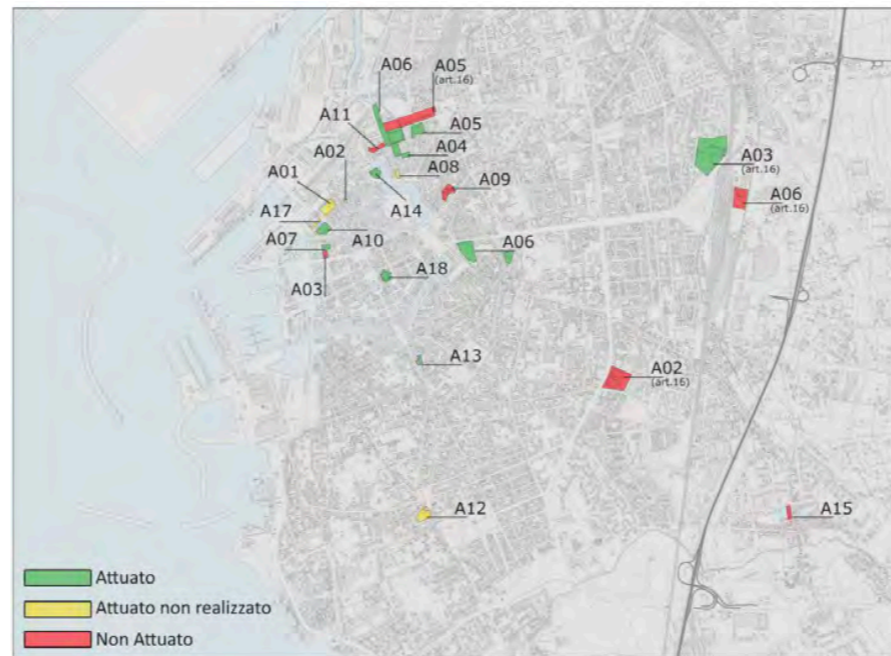 A06
A05
(art.16)
A11
A05
A04
A02
A08
A01
A09
A03
(art.16)
A06
(art.16)
A17
A14
A07
A10
A06
A18
A03
A13
A02
(art.16)
A12
A15
Attuato
Attuato non realizzato
Non Attuato